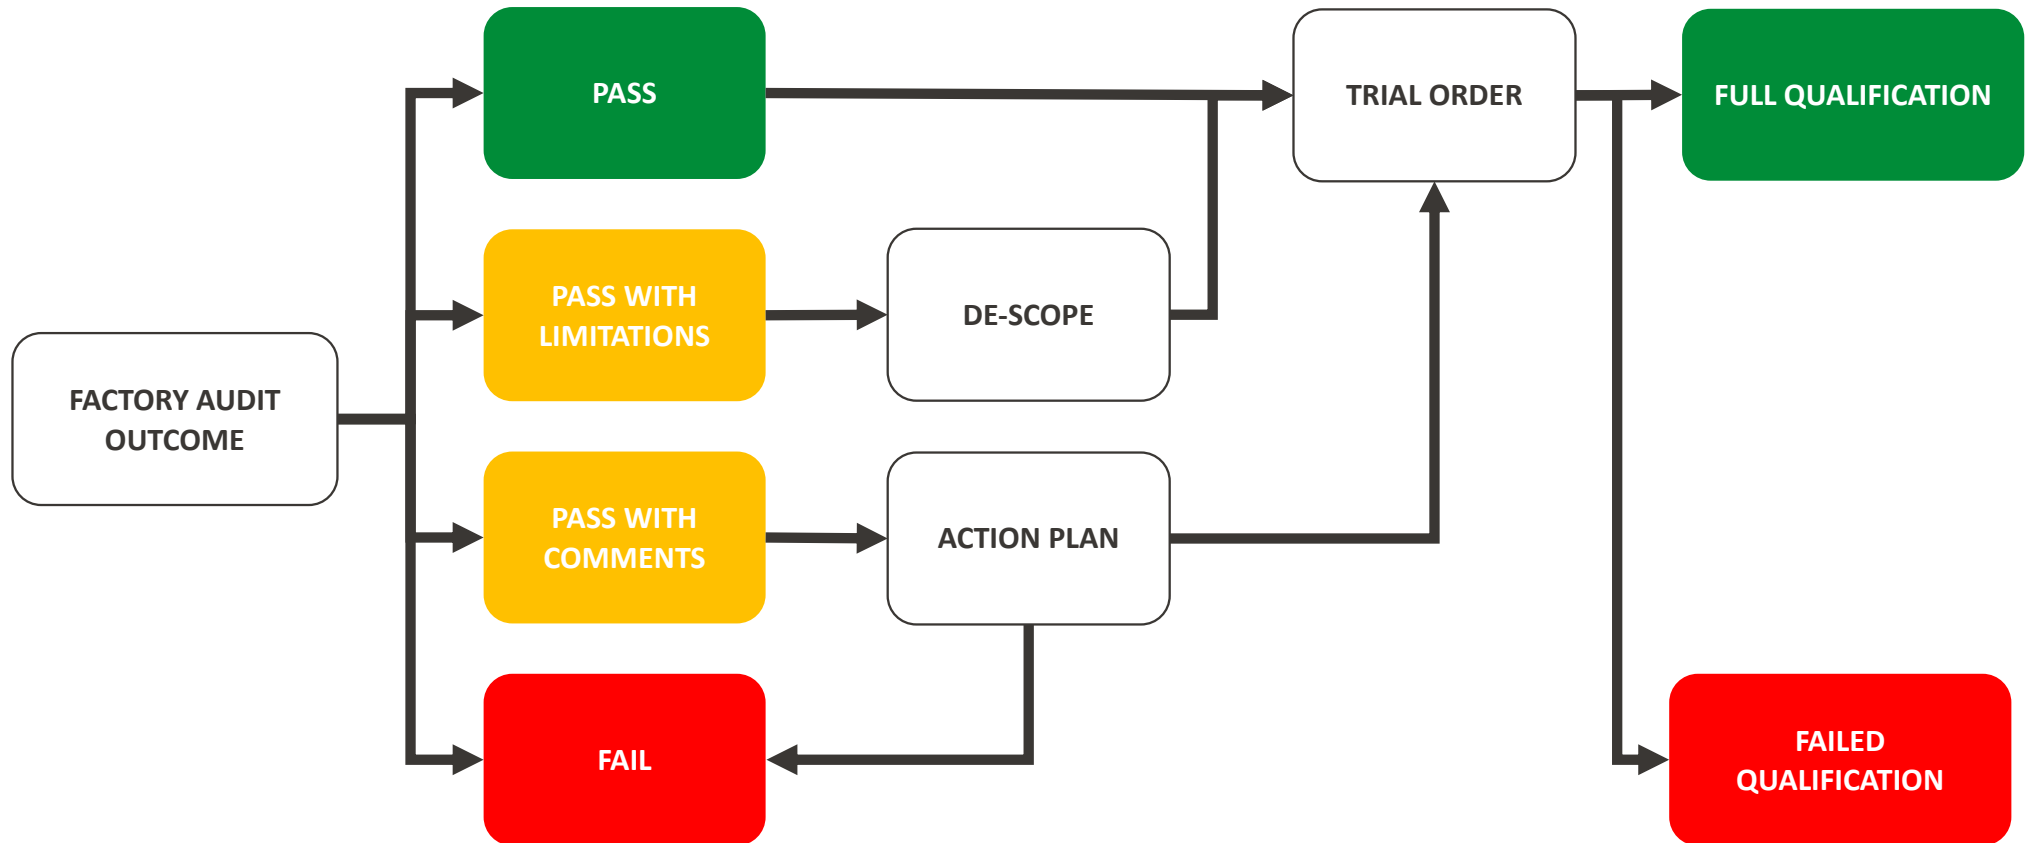 PASS
TRIAL ORDER
FULL QUALIFICATION
PASS WITH
LIMITATIONS
DE-SCOPE
FACTORY AUDIT
OUTCOME
PASS WITH
COMMENTS
ACTION PLAN
FAIL
FAILED
QUALIFICATION